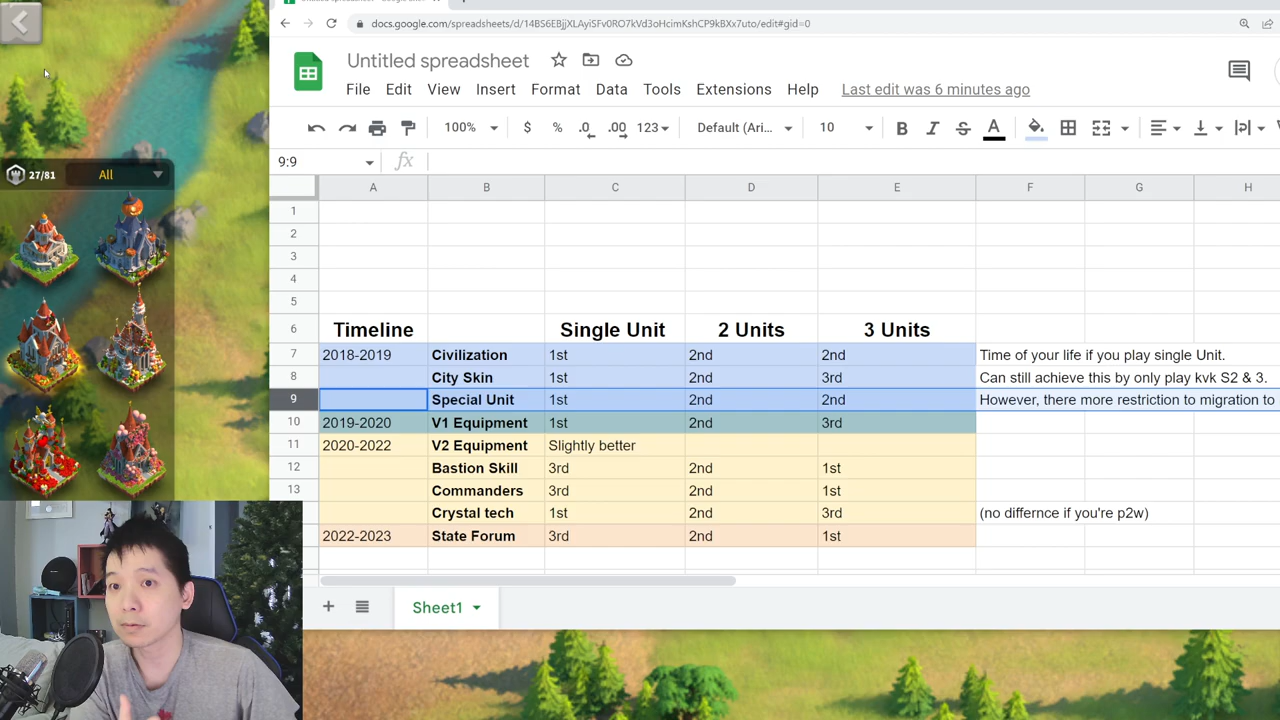 docs.google.com/spreadsheets/d/14BS6EBjjXLAyiSFv0RO7kVd3oHcimKshCP9kBXx7uto/edit#gid=0
Untitled spreadsheet
File Edit View Insert Format Data Tools Extensions Help Last edit was 6 minutes ago
100% $ % .0 .00 123 Default (Ari... 10 B I S A
9:9 fx
A B C D E F G H
1
2
3
4
5
6 Timeline Single Unit 2 Units 3 Units
7 2018-2019 Civilization 1st 2nd 2nd Time of your life if you play single Unit.
8 City Skin 1st 2nd 3rd Can still achieve this by only play kvk S2 & 3.
9 Special Unit 1st 2nd 2nd However, there more restriction to migration to
10 2019-2020 V1 Equipment 1st 2nd 3rd
11 2020-2022 V2 Equipment Slightly better
12 Bastion Skill 3rd 2nd 1st
13 Commanders 3rd 2nd 1st
Crystal tech 1st 2nd 3rd (no differnce if you're p2w)
2022-2023 State Forum 3rd 2nd 1st
Sheet1
27/81 All